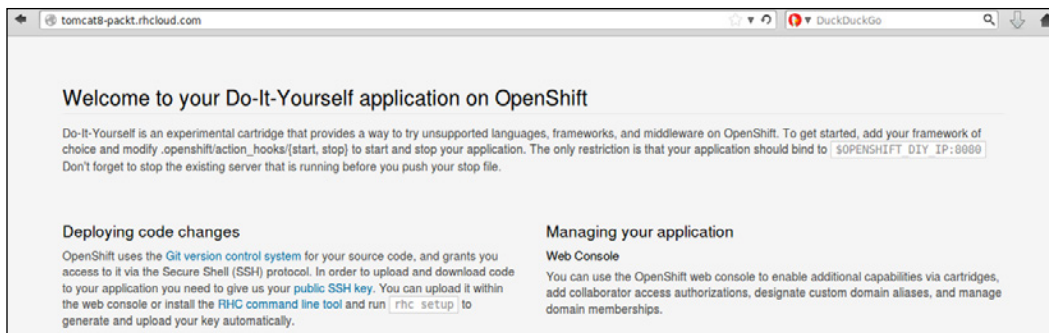 tomcat8-packt.rhcloud.com
DuckDuckGo
Welcome to your Do-It-Yourself application on OpenShift
Do-It-Yourself is an experimental cartridge that provides a way to try unsupported languages, frameworks, and middleware on OpenShift. To get started, add your framework of
choice and modify .openshift/action_hooks/{start, stop} to start and stop your application. The only restriction is that your application should bind to $OPENSHIFT_DIY_IP:8080
Don't forget to stop the existing server that is running before you push your stop file.
Deploying code changes
OpenShift uses the Git version control system for your source code, and grants you
access to it via the Secure Shell (SSH) protocol. In order to upload and download code
to your application you need to give us your public SSH key. You can upload it within
the web console or install the RHC command line tool and run rhc setup to
generate and upload your key automatically.
Managing your application
Web Console
You can use the OpenShift web console to enable additional capabilities via cartridges,
add collaborator access authorizations, designate custom domain aliases, and manage
domain memberships.